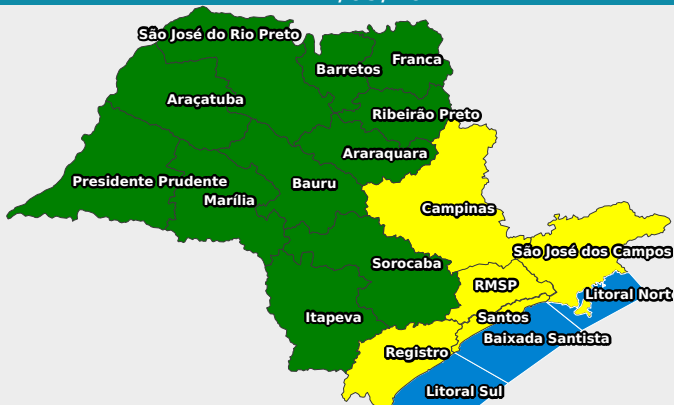 São José do Rio Preto
Franca
Barretos
Araçatuba
Ribeirão Preto
Araraquara
Presidente Prudente
Bauru
Marília
Campinas
São José dos Campos
Sorocaba
RMSP
Litoral Nort
Itapeva
Santos
Baixada Santista
Registro
Litoral Sul